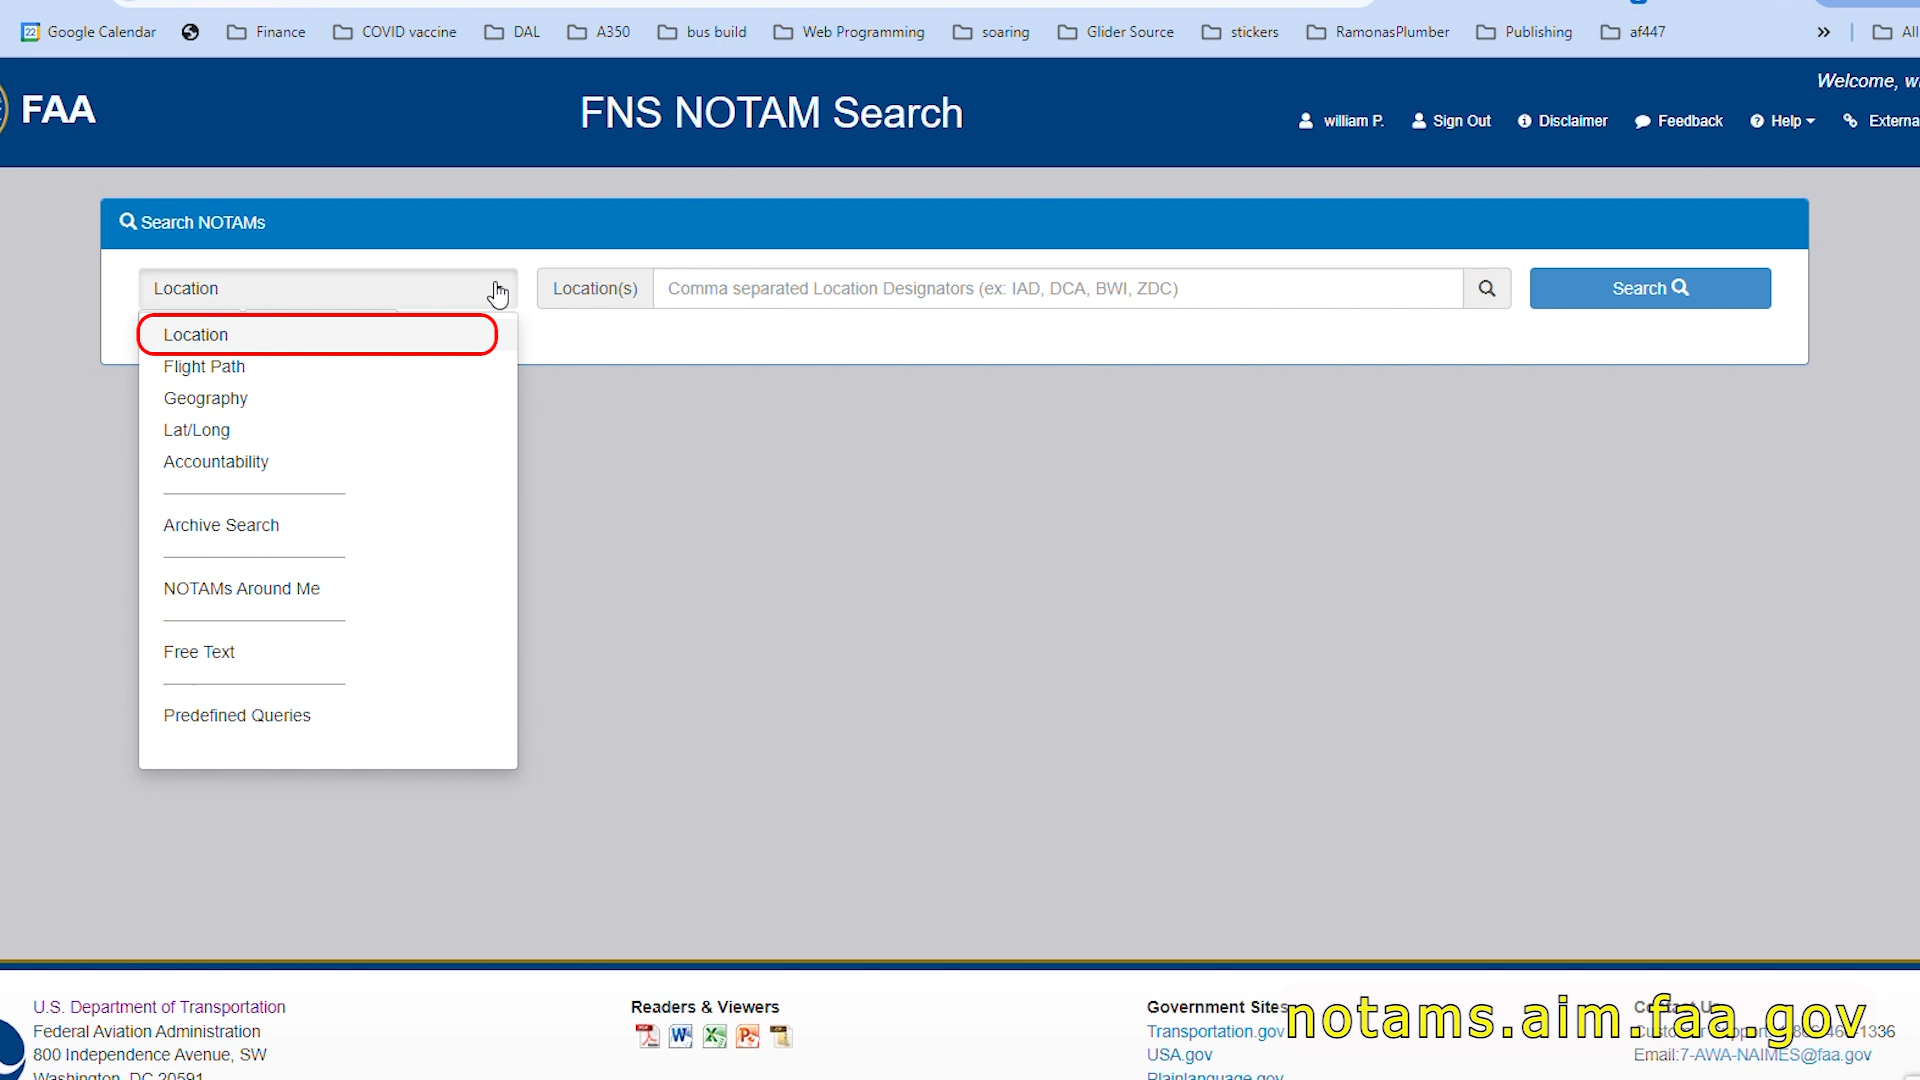 Google Calendar Finance COVID vaccine DAL A350 bus build Web Programming soaring Glider Source stickers RamonasPlumber Publishing af447 » All
Welcome, wi
FAA FNS NOTAM Search
william P. Sign Out Disclaimer Feedback Help Externa
Search NOTAMs
Location Location(s) Comma separated Location Designators (ex: IAD, DCA, BWI, ZDC) Search
Location
Flight Path
Geography
Lat/Long
Accountability
Archive Search
NOTAMs Around Me
Free Text
Predefined Queries
U.S. Department of Transportation
Federal Aviation Administration
800 Independence Avenue, SW
Washington, DC 20591
Readers & Viewers
Government Sites
Transportation.gov
USA.gov
Plainlanguage.gov
notams.aim.faa.gov
Email:7-AWA-NAIMES@faa.gov